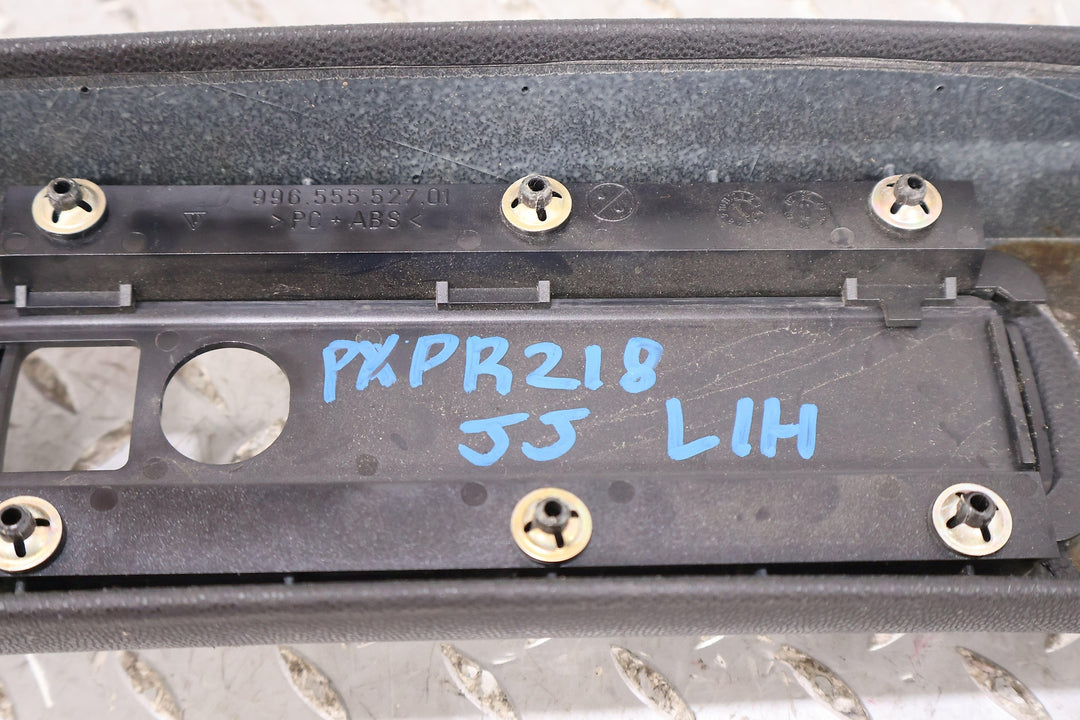 996.555.527.01
>PC + ABS<
PXPR218
JJ LIH